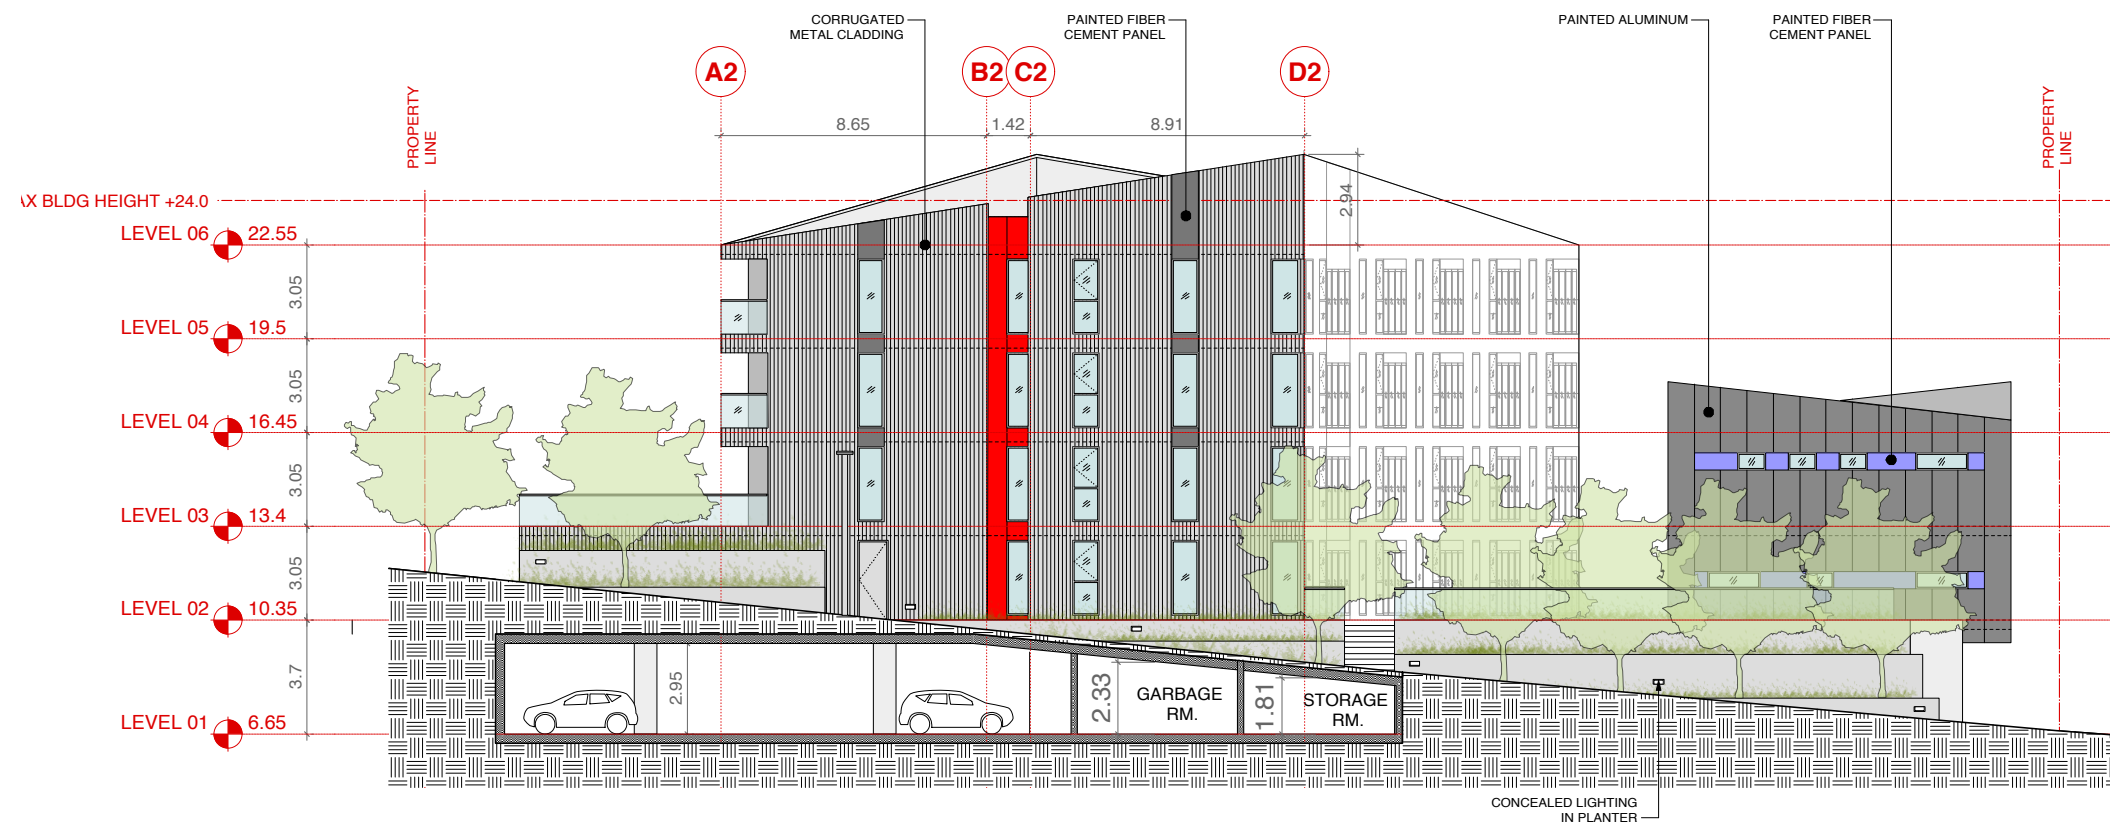 CORRUGATED
METAL CLADDING
PAINTED FIBER
CEMENT PANEL
PAINTED ALUMINUM
PAINTED FIBER
CEMENT PANEL
A2
B2
C2
D2
PROPERTY
LINE
PROPERTY
LINE
8.65
1.42
8.91
2.94
BLDG HEIGHT +24.0
LEVEL 06 22.55
3.05
LEVEL 05 19.5
3.05
LEVEL 04 16.45
3.05
LEVEL 03 13.4
3.05
LEVEL 02 10.35
3.7
LEVEL 01 6.65
2.95
2.33
GARBAGE
RM.
1.81
STORAGE
RM.
CONCEALED LIGHTING
IN PLANTER